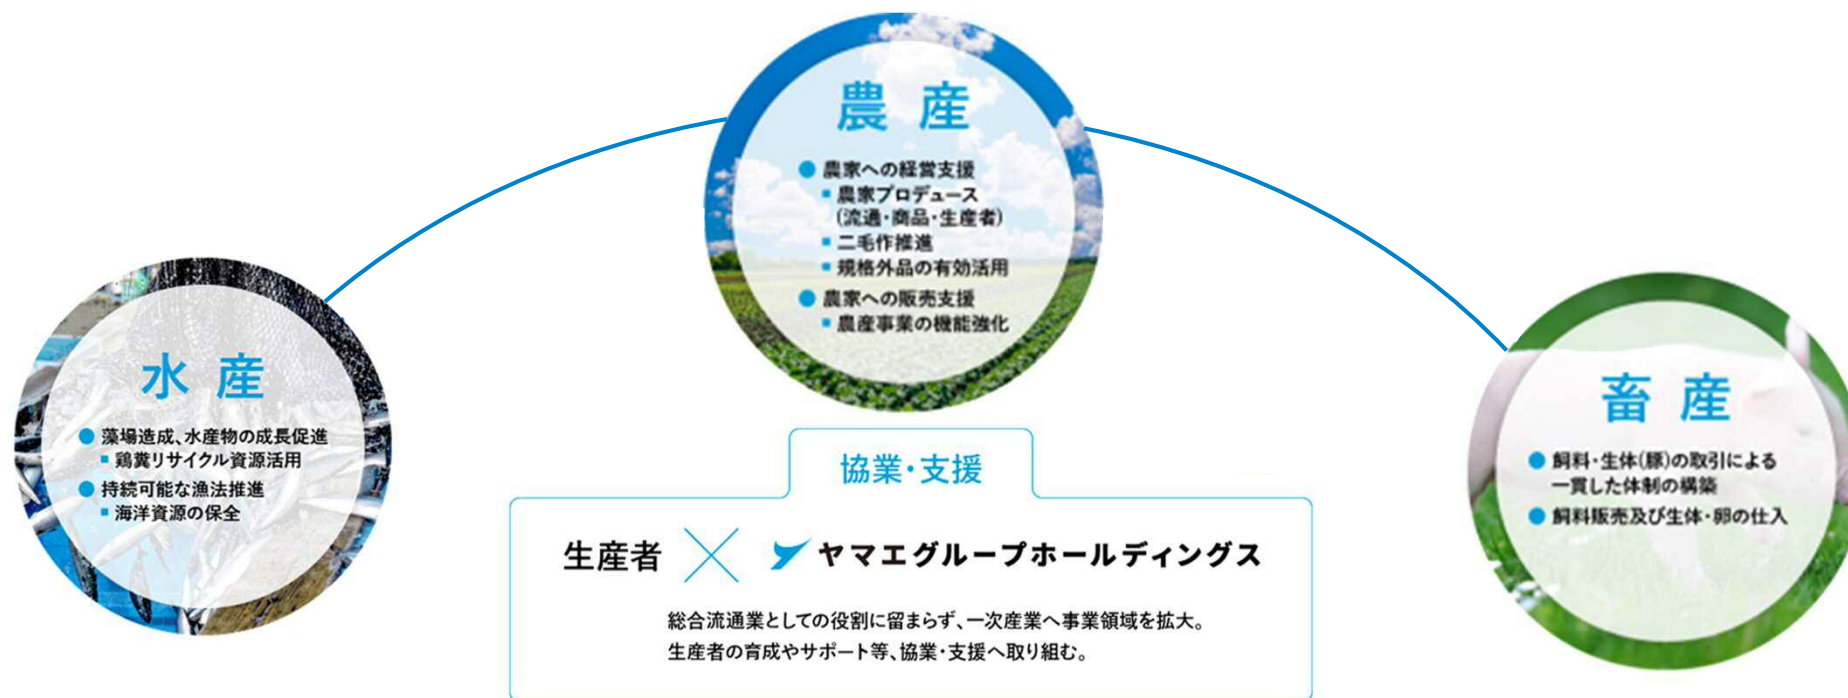 農産
● 農家への経営支援
■ 農家プロデュース
(流通・商品・生産者)
■ 二毛作推進
■ 規格外品の有効活用
● 農家への販売支援
■ 農産事業の機能強化
水産
● 藻場造成、水産物の成長促進
■ 鶏糞リサイクル資源活用
● 持続可能な漁法推進
■ 海洋資源の保全
畜産
● 飼料・生体(豚)の取引による
一貫した体制の構築
● 飼料販売及び生体・卵の仕入
協業・支援
生産者 × ヤマエグループホールディングス
総合流通業としての役割に留まらず、一次産業へ事業領域を拡大。
生産者の育成やサポート等、協業・支援へ取り組む。